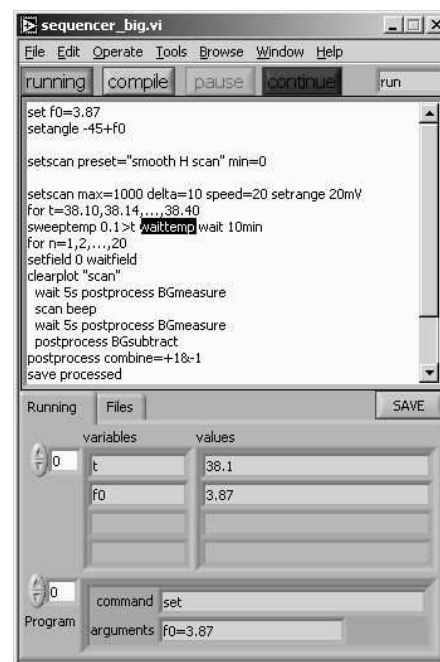 sequencer_big.vi
File Edit Operate Tools Browse Window Help
running compile pause continue run
set f0=3.87
setangle -45+f0
setscan preset="smooth H scan" min=0
setscan max=1000 delta=10 speed=20 setrange 20mV
for t=38.10,38.14,...,38.40
sweeptemp 0.1>t waittemp wait 10min
for n=1,2,...,20
setfield 0 waitfield
clearplot "scan"
wait 5s postprocess BGmeasure
scan beep
wait 5s postprocess BGmeasure
postprocess BGsubtract
postprocess combine=+1&-1
save processed
Running Files SAVE
variables values
0 t 38.1
f0 3.87
0 command set
Program arguments f0=3.87